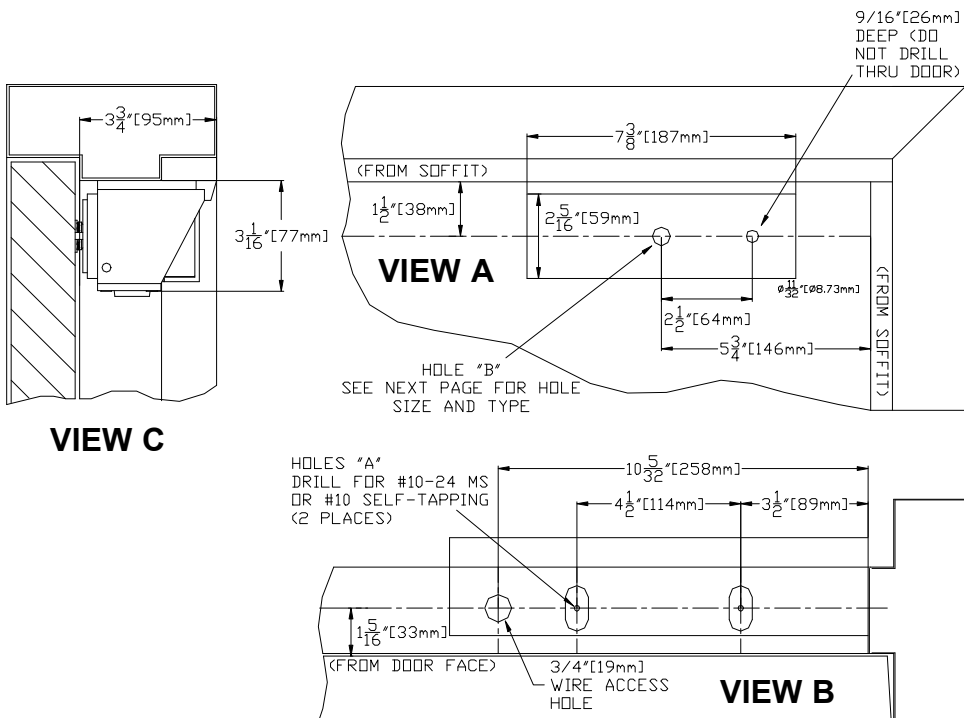 9/16"[26mm]
DEEP (DO
NOT DRILL
THRU DOOR)
3 3/4"[95mm]
7 3/8"[187mm]
(FROM SOFFIT)
1 1/2"[38mm]
2 5/16"[59mm]
3 1/16"[77mm]
VIEW A
Ø 11/32"[Ø8.73mm]
(FROM SOFFIT)
2 1/2"[64mm]
5 3/4"[146mm]
HOLE "B"
SEE NEXT PAGE FOR HOLE
SIZE AND TYPE
VIEW C
HOLES "A"
DRILL FOR #10-24 MS
OR #10 SELF-TAPPING
(2 PLACES)
10 5/32"[258mm]
4 1/2"[114mm]
3 1/2"[89mm]
1 5/16"[33mm]
(FROM DOOR FACE)
3/4"[19mm]
WIRE ACCESS
HOLE
VIEW B